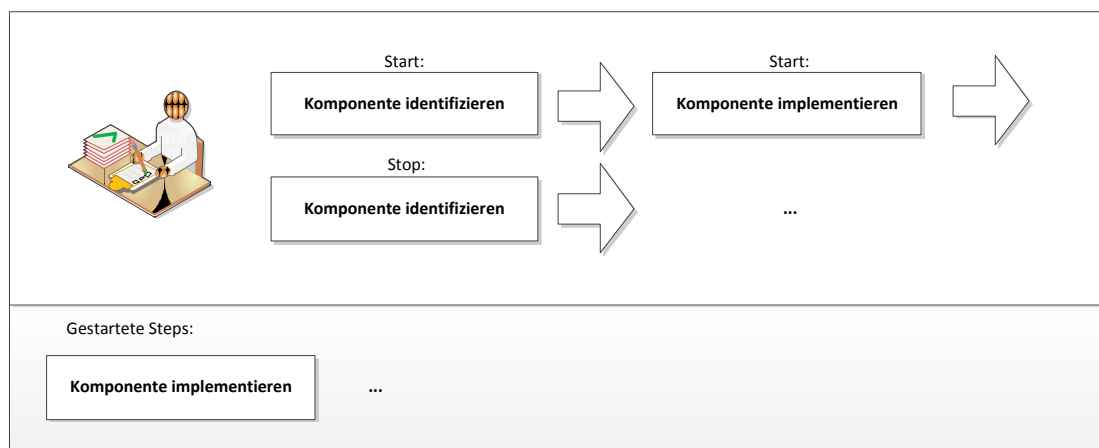 Start:
Komponente identifizieren
Start:
Komponente implementieren
Stop:
Komponente identifizieren
...
Gestartete Steps:
Komponente implementieren
...